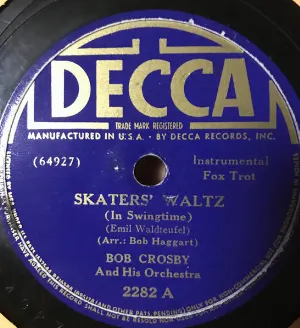 DECCA
TRADE MARK REGISTERED
MANUFACTURED IN U.S.A. · BY DECCA RECORDS, INC.
(64927)
Instrumental
Fox Trot
SKATERS' WALTZ
(In Swingtime)
(Emil Waldteufel)
(Arr: Bob Haggart)
BOB CROSBY
And His Orchestra
2282 A